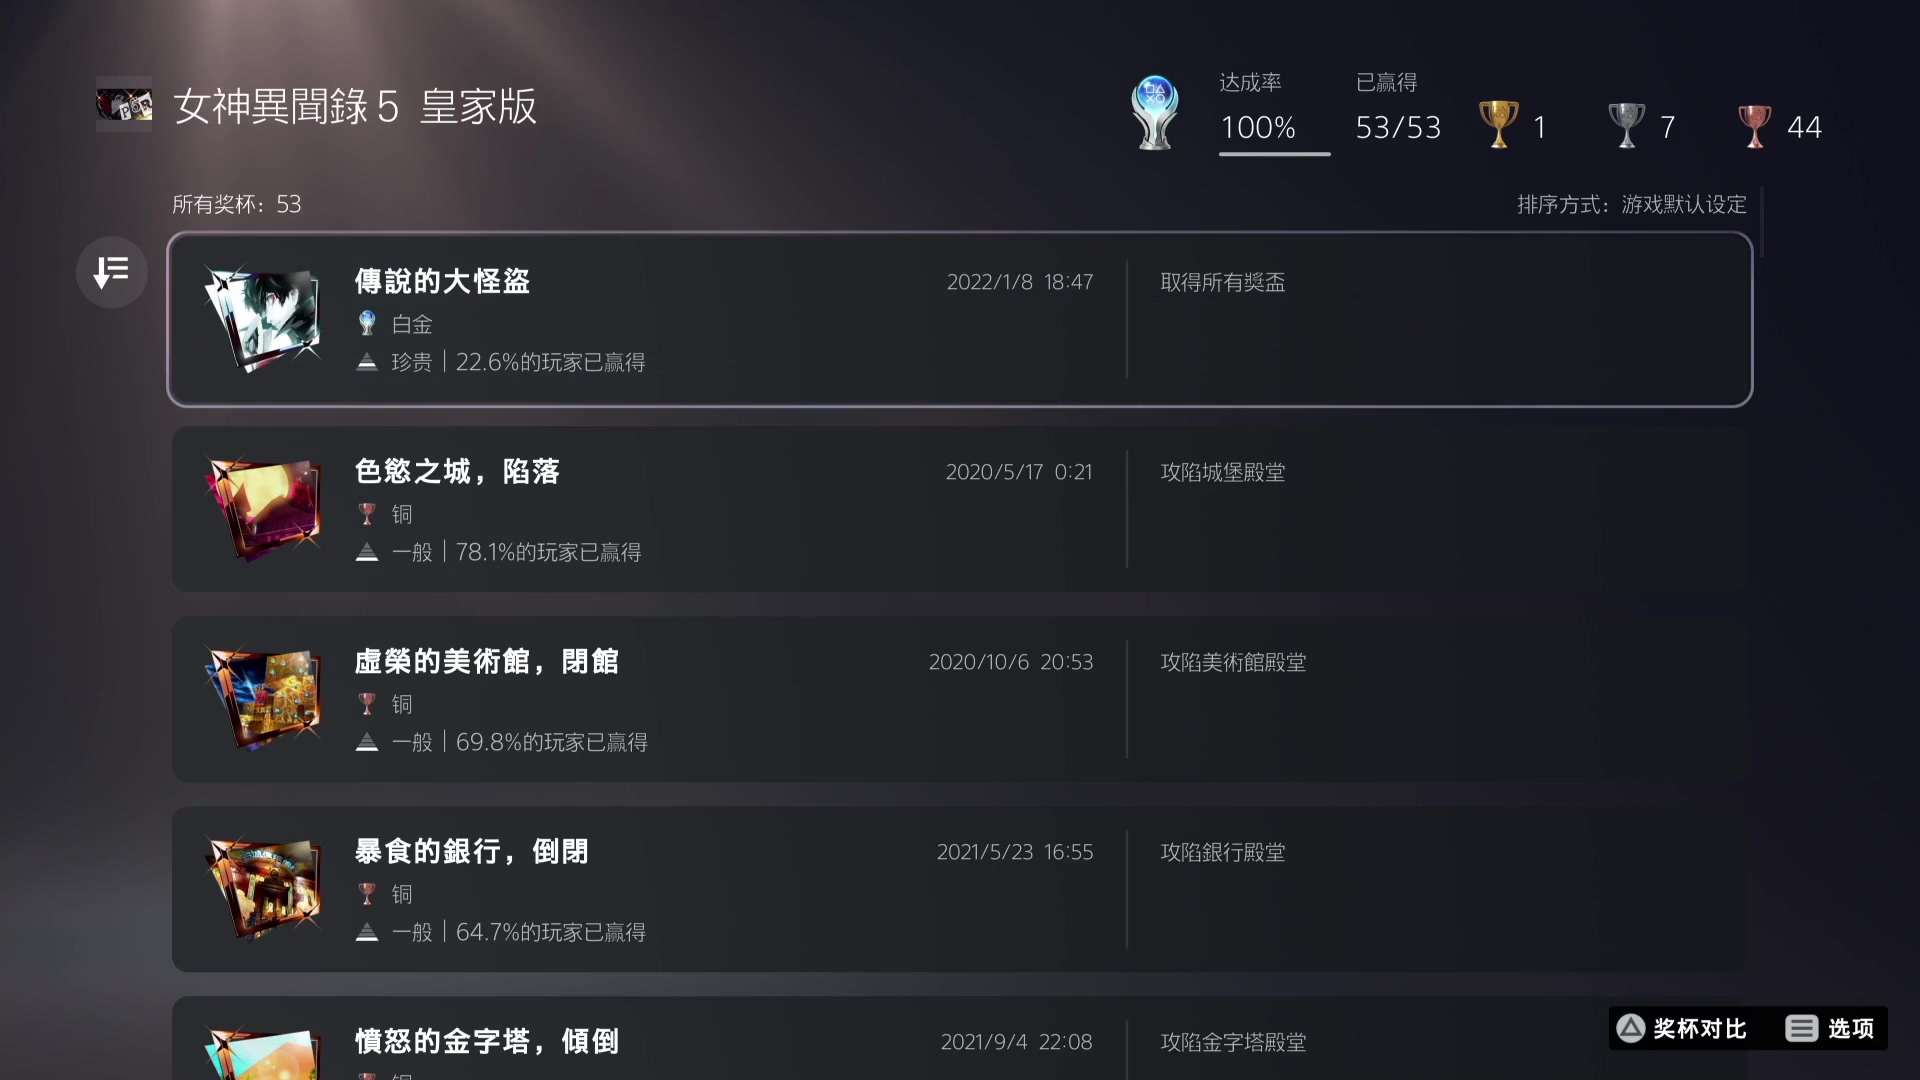 女神異聞錄5 皇家版
达成率
100%
已赢得
53/53
1
7
44
所有奖杯：53
排序方式：游戏默认设定
傳說的大怪盜
白金
珍贵 | 22.6%的玩家已赢得
2022/1/8 18:47
取得所有獎盃
色慾之城，陷落
铜
一般 | 78.1%的玩家已赢得
2020/5/17 0:21
攻陷城堡殿堂
虛榮的美術館，閉館
铜
一般 | 69.8%的玩家已赢得
2020/10/6 20:53
攻陷美術館殿堂
暴食的銀行，倒閉
铜
一般 | 64.7%的玩家已赢得
2021/5/23 16:55
攻陷銀行殿堂
憤怒的金字塔，傾倒
2021/9/4 22:08
攻陷金字塔殿堂
奖杯对比
选项